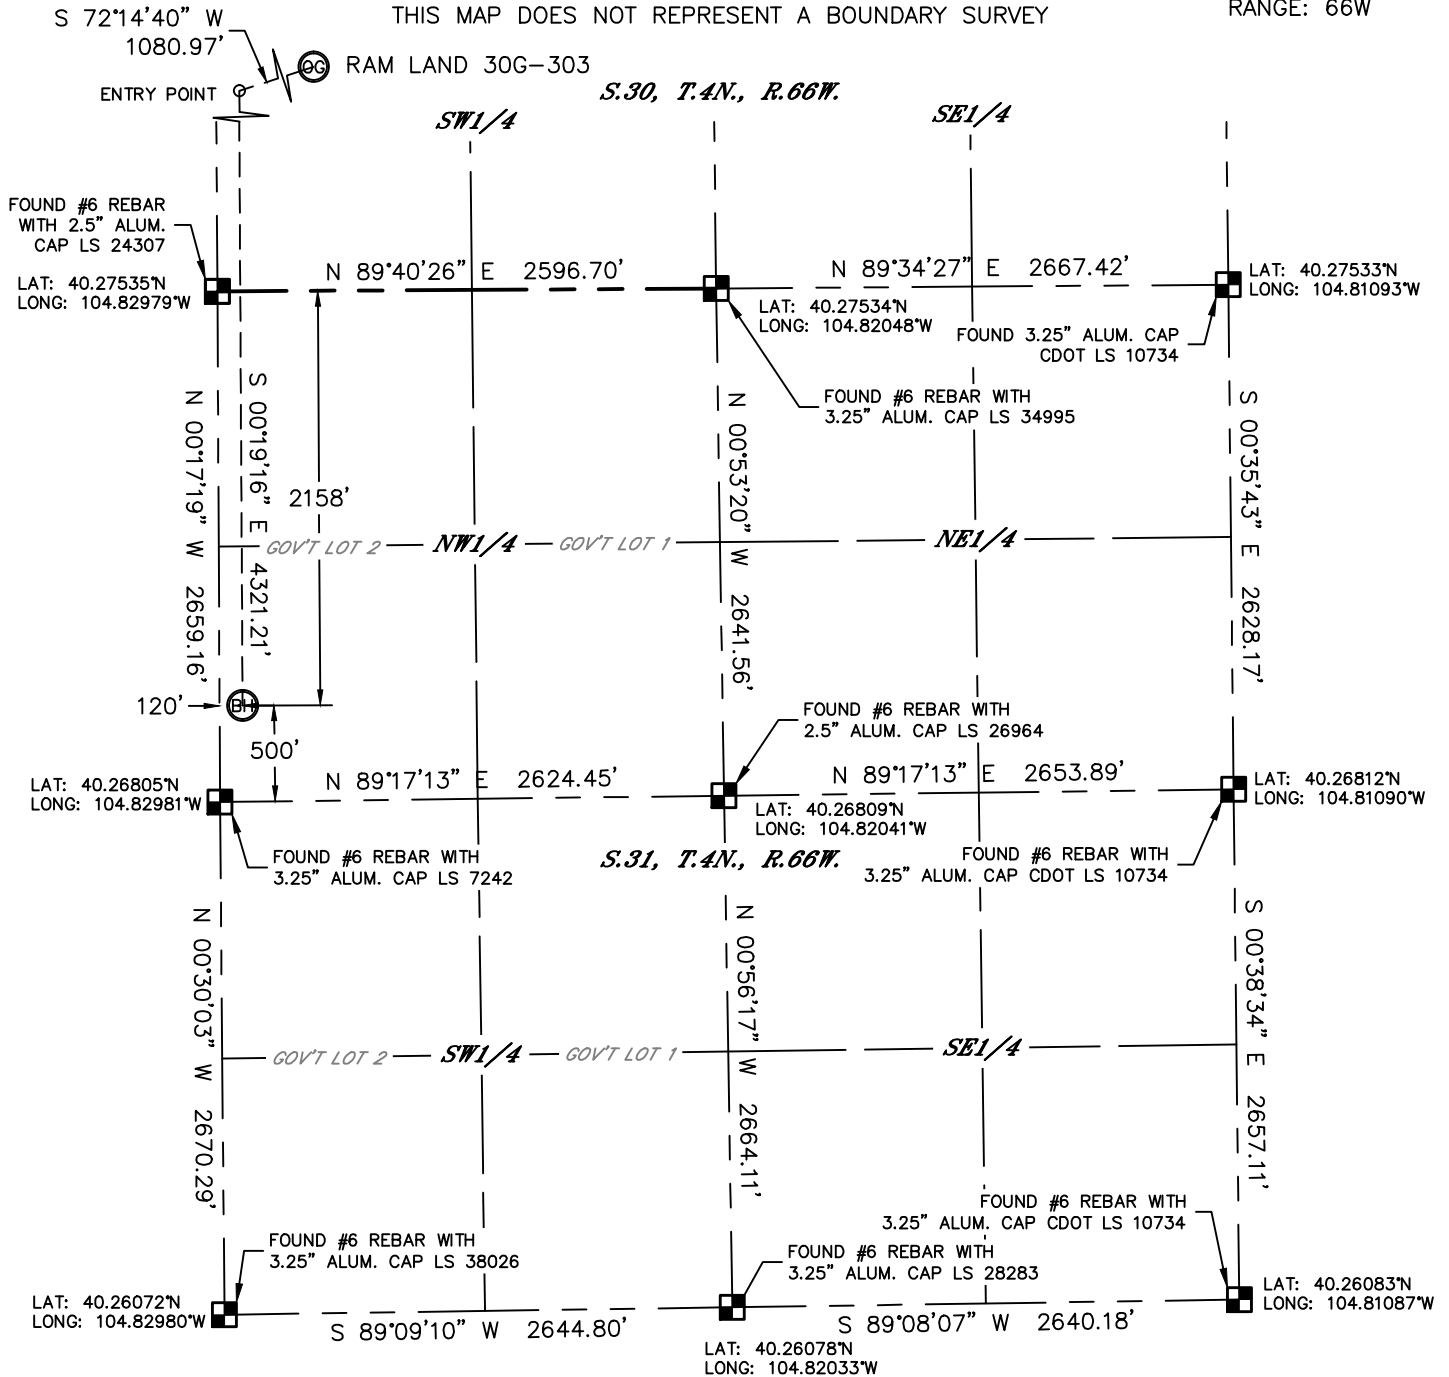 S 72°14'40" W
1080.97'
THIS MAP DOES NOT REPRESENT A BOUNDARY SURVEY
RANGE: 66W
OG
RAM LAND 30G-303
ENTRY POINT
S.30, T.4N., R.66W.
SW1/4
SE1/4
FOUND #6 REBAR
WITH 2.5" ALUM.
CAP LS 24307
LAT: 40.27535°N
LONG: 104.82979°W
N 89°40'26" E 2596.70'
N 89°34'27" E 2667.42'
LAT: 40.27534°N
LONG: 104.82048°W
LAT: 40.27533°N
LONG: 104.81093°W
FOUND 3.25" ALUM. CAP
CDOT LS 10734
FOUND #6 REBAR WITH
3.25" ALUM. CAP LS 34995
N 00°17'19" W 2659.16'
S 00°19'16" E 4321.21'
2158'
N 00°53'20" W 2641.56'
S 00°35'43" E 2628.17'
GOV'T LOT 2
NW1/4
GOV'T LOT 1
NE1/4
120'
BH
500'
FOUND #6 REBAR WITH
2.5" ALUM. CAP LS 26964
LAT: 40.26805°N
LONG: 104.82981°W
N 89°17'13" E 2624.45'
N 89°17'13" E 2653.89'
LAT: 40.26809°N
LONG: 104.82041°W
LAT: 40.26812°N
LONG: 104.81090°W
FOUND #6 REBAR WITH
3.25" ALUM. CAP LS 7242
S.31, T.4N., R.66W.
FOUND #6 REBAR WITH
3.25" ALUM. CAP CDOT LS 10734
N 00°30'03" W 2670.29'
N 00°56'17" W 2664.11'
S 00°38'34" E 2657.11'
GOV'T LOT 2
SW1/4
GOV'T LOT 1
SE1/4
FOUND #6 REBAR WITH
3.25" ALUM. CAP LS 38026
FOUND #6 REBAR WITH
3.25" ALUM. CAP LS 28283
FOUND #6 REBAR WITH
3.25" ALUM. CAP CDOT LS 10734
LAT: 40.26072°N
LONG: 104.82980°W
S 89°09'10" W 2644.80'
S 89°08'07" W 2640.18'
LAT: 40.26083°N
LONG: 104.81087°W
LAT: 40.26078°N
LONG: 104.82033°W